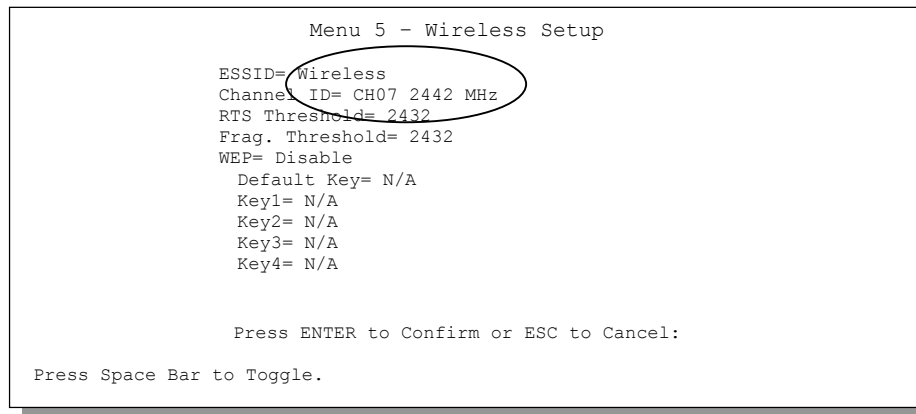 Menu 5 – Wireless Setup
ESSID= Wireless
Channel ID= CH07 2442 MHz
RTS Threshold= 2432
Frag. Threshold= 2432
WEP= Disable
Default Key= N/A
Key1= N/A
Key2= N/A
Key3= N/A
Key4= N/A
Press ENTER to Confirm or ESC to Cancel:
Press Space Bar to Toggle.